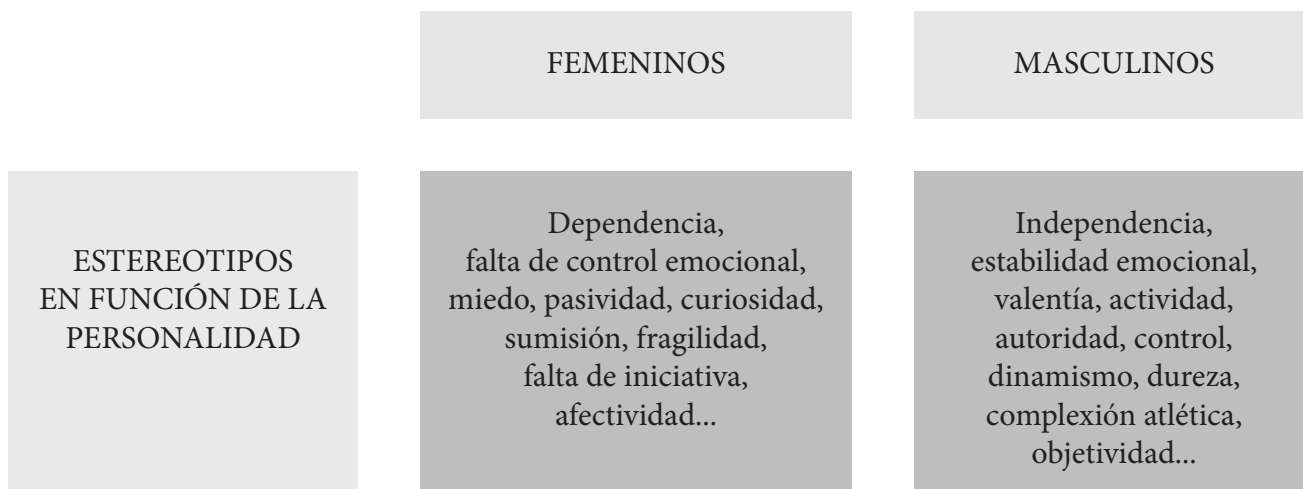 FEMENINOS
MASCULINOS
ESTEREOTIPOS
EN FUNCIÓN DE LA
PERSONALIDAD
Dependencia,
falta de control emocional,
miedo, pasividad, curiosidad,
sumisión, fragilidad,
falta de iniciativa,
afectividad...
Independencia,
estabilidad emocional,
valentía, actividad,
autoridad, control,
dinamismo, dureza,
complexión atlética,
objetividad...